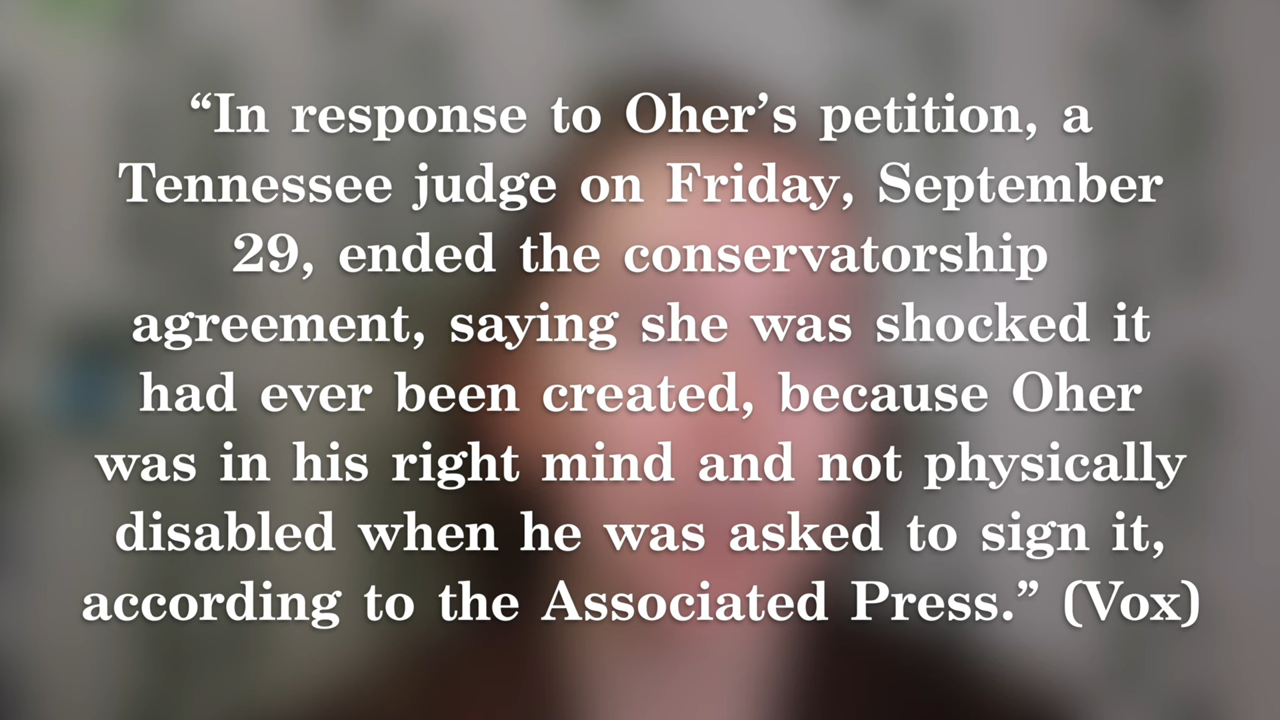 “In response to Oher’s petition, a
Tennessee judge on Friday, September
29, ended the conservatorship
agreement, saying she was shocked it
had ever been created, because Oher
was in his right mind and not physically
disabled when he was asked to sign it,
according to the Associated Press.” (Vox)